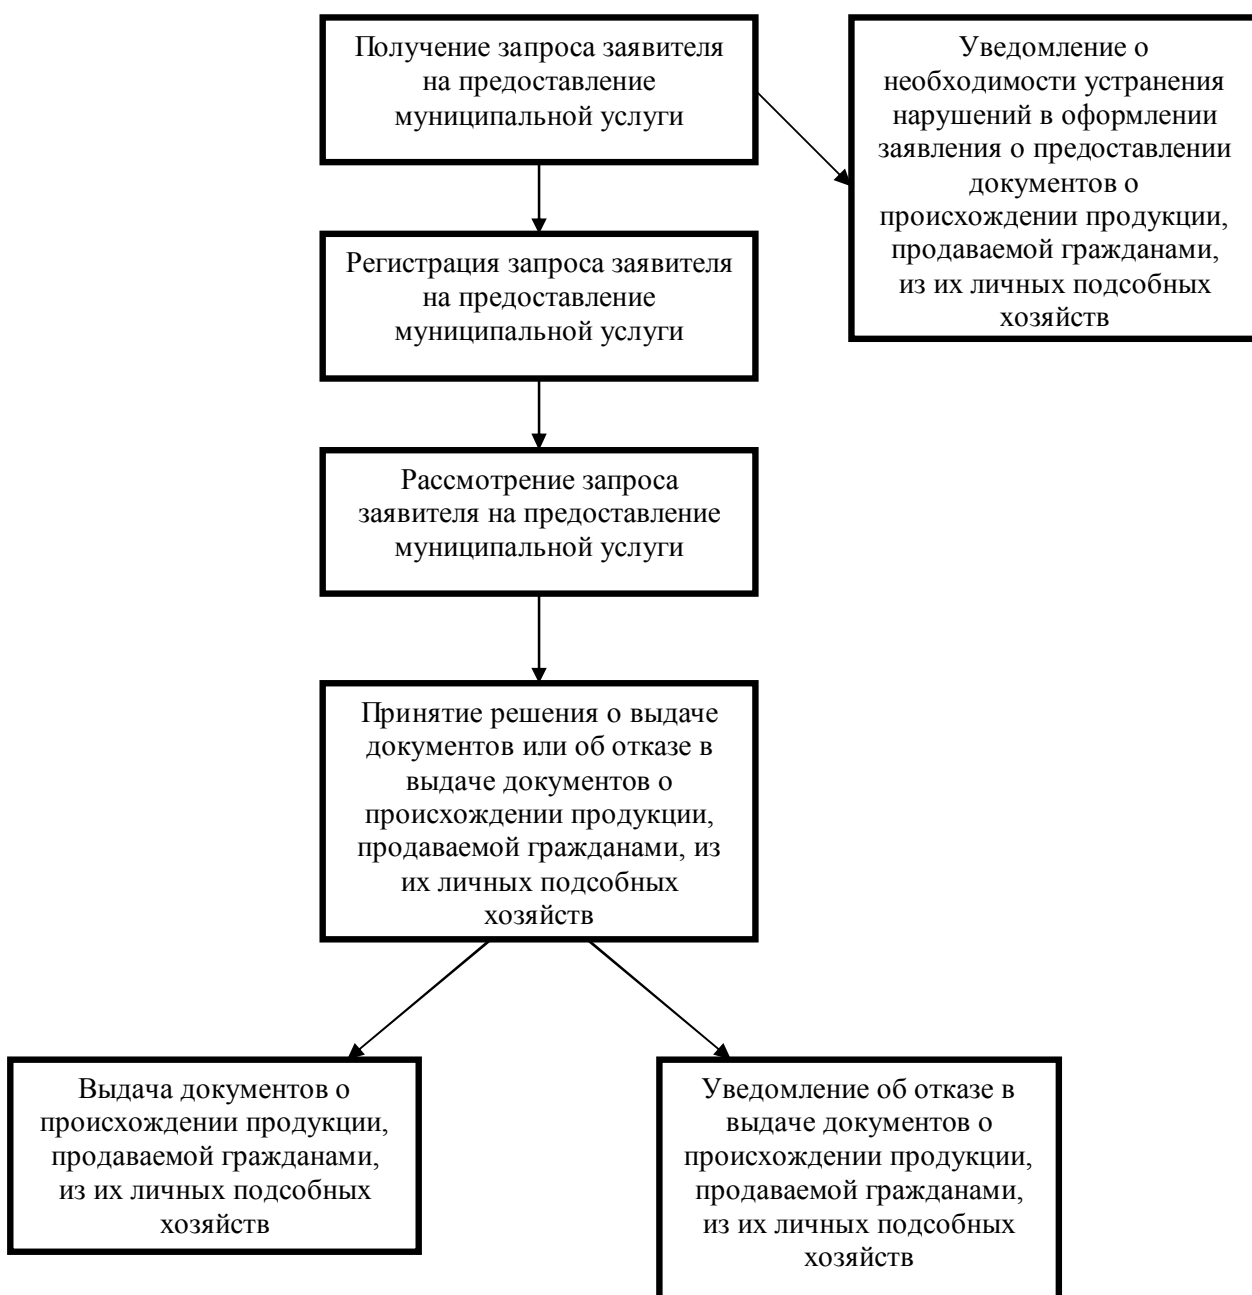 Получение запроса заявителя
на предоставление
муниципальной услуги
Уведомление о
необходимости устранения
нарушений в оформлении
заявления о предоставлении
документов о
происхождении продукции,
продаваемой гражданами,
из их личных подсобных
хозяйств
Регистрация запроса заявителя
на предоставление
муниципальной услуги
Рассмотрение запроса
заявителя на предоставление
муниципальной услуги
Принятие решения о выдаче
документов или об отказе в
выдаче документов о
происхождении продукции,
продаваемой гражданами, из
их личных подсобных
хозяйств
Выдача документов о
происхождении продукции,
продаваемой гражданами,
из их личных подсобных
хозяйств
Уведомление об отказе в
выдаче документов о
происхождении продукции,
продаваемой гражданами,
из их личных подсобных
хозяйств